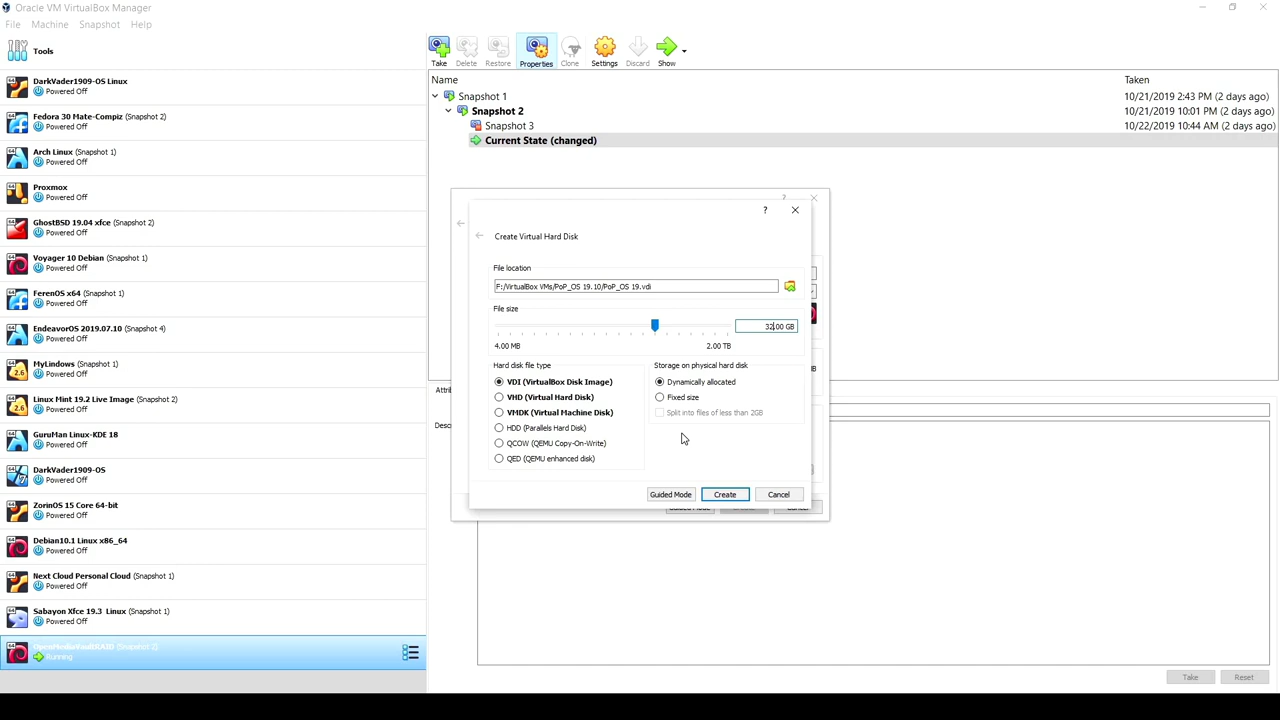 Oracle VM VirtualBox Manager
File Machine Snapshot Help
Tools
DarkVader1909-OS Linux
Powered Off
Fedora 30 Mate-Compiz (Snapshot 2)
Powered Off
Arch Linux (Snapshot 1)
Powered Off
Proxmox
Powered Off
GhostBSD 19.04 xfce (Snapshot 2)
Powered Off
Voyager 10 Debian (Snapshot 1)
Powered Off
FerenOS x64 (Snapshot 1)
Powered Off
EndeavorOS 2019.07.10 (Snapshot 4)
Powered Off
MyLindows (Snapshot 1)
Powered Off
Linux Mint 19.2 Live Image (Snapshot 2)
Powered Off
GuruMan Linux-KDE 18
Powered Off
DarkVader1909-OS
Powered Off
ZorinOS 15 Core 64-bit
Powered Off
Debian10.1 Linux x86_64
Powered Off
Next Cloud Personal Cloud (Snapshot 1)
Powered Off
Sabayon Xfce 19.3 Linux (Snapshot 1)
Powered Off
OpenMediaVaultRAID (Snapshot 2)
Running
Take Delete Restore Properties Clone Settings Discard Show
Name Taken
Snapshot 1 10/21/2019 2:43 PM (2 days ago)
Snapshot 2 10/21/2019 10:01 PM (2 days ago)
Snapshot 3 10/22/2019 10:44 AM (2 days ago)
Current State (changed)
Create Virtual Hard Disk
File location
F:/VirtualBox VMs/PoP_OS 19.10/PoP_OS 19.vdi
File size
32.00 GB
4.00 MB 2.00 TB
Hard disk file type Storage on physical hard disk
VDI (VirtualBox Disk Image) Dynamically allocated
VHD (Virtual Hard Disk) Fixed size
VMDK (Virtual Machine Disk) Split into files of less than 2GB
HDD (Parallels Hard Disk)
QCOW (QEMU Copy-On-Write)
QED (QEMU enhanced disk)
Guided Mode Create Cancel
Take Reset